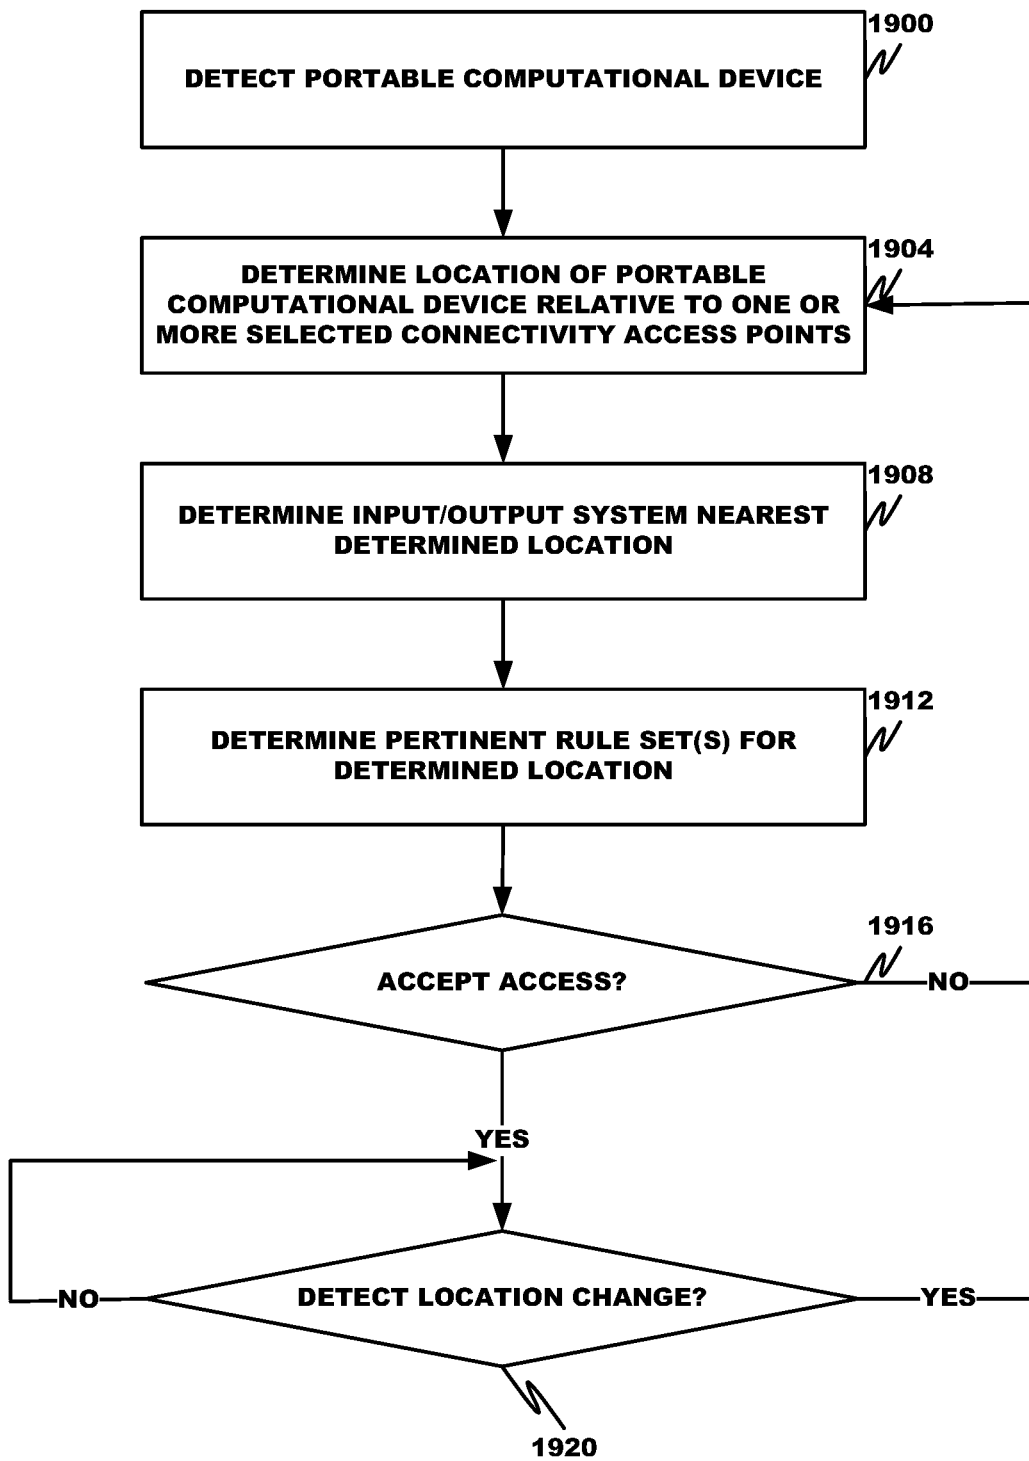 1900
DETECT PORTABLE COMPUTATIONAL DEVICE
1904
DETERMINE LOCATION OF PORTABLE
COMPUTATIONAL DEVICE RELATIVE TO ONE OR
MORE SELECTED CONNECTIVITY ACCESS POINTS
1908
DETERMINE INPUT/OUTPUT SYSTEM NEAREST
DETERMINED LOCATION
1912
DETERMINE PERTINENT RULE SET(S) FOR
DETERMINED LOCATION
1916
ACCEPT ACCESS?
NO
YES
DETECT LOCATION CHANGE?
NO
YES
1920